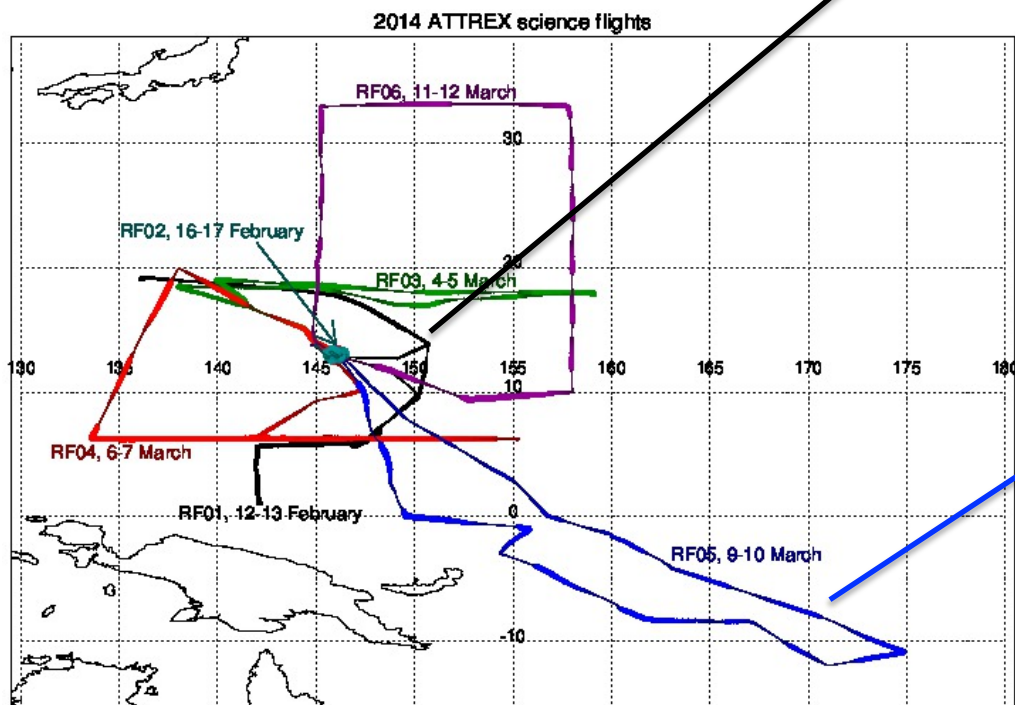 2014 ATTREX science flights
RF06, 11-12 March
30
RF02, 16-17 February
20
RF03, 4-5 March
130 135 140 145 150 155 160 165 170 175 180
10
RF04, 6-7 March
RF01, 12-13 February
0
RF05, 9-10 March
-10